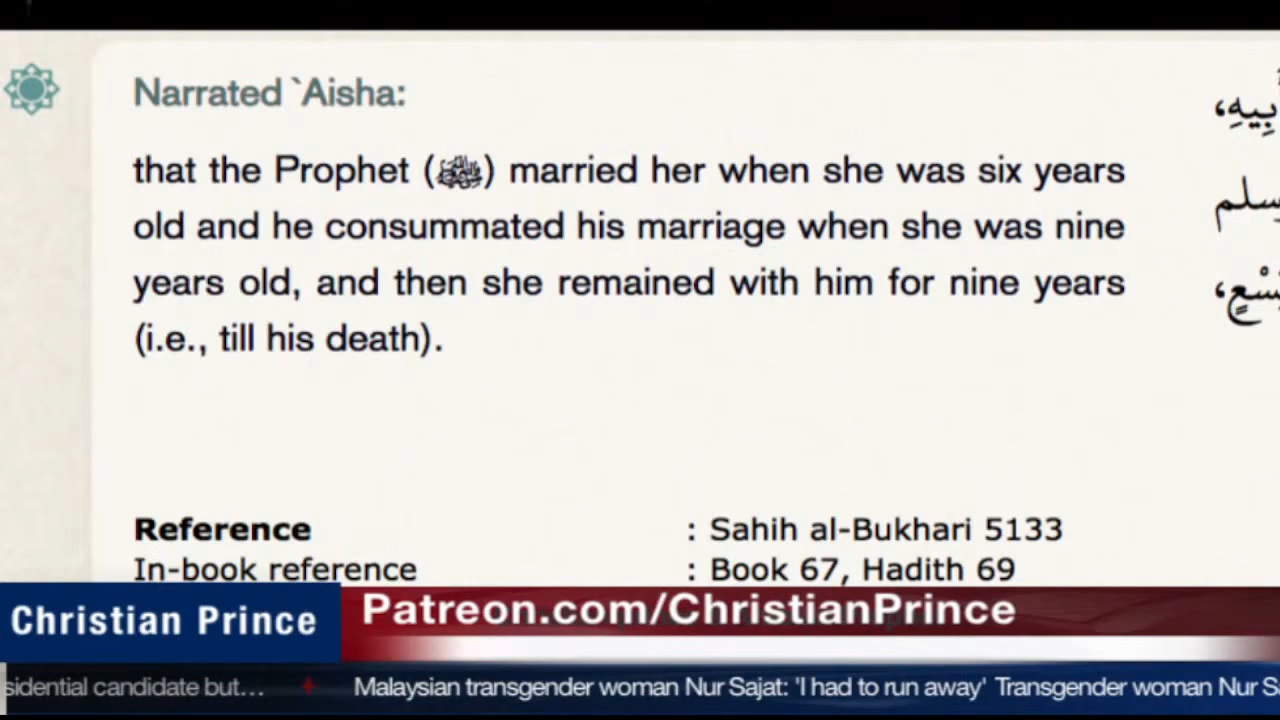 Narrated `Aisha:
that the Prophet (ﷺ) married her when she was six years
old and he consummated his marriage when she was nine
years old, and then she remained with him for nine years
(i.e., till his death).
Reference : Sahih al-Bukhari 5133
In-book reference : Book 67, Hadith 69
Christian Prince
Patreon.com/ChristianPrince
sidential candidate but... Malaysian transgender woman Nur Sajat: 'I had to run away' Transgender woman Nur S